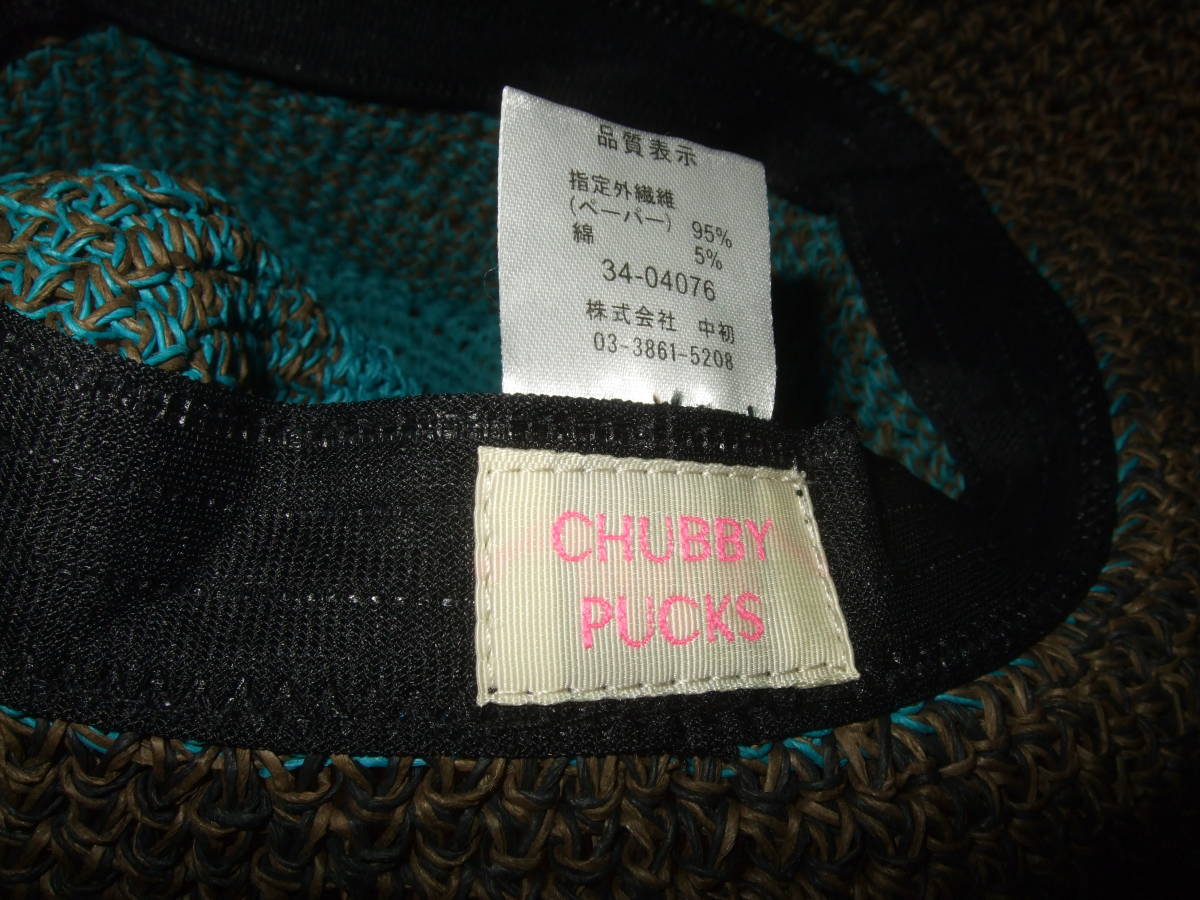 品質表示
指定外繊維
(ペーパー) 95%
綿 5%
34-04076
株式会社 中初
03-3861-5208
CHUBBY
PUCKS